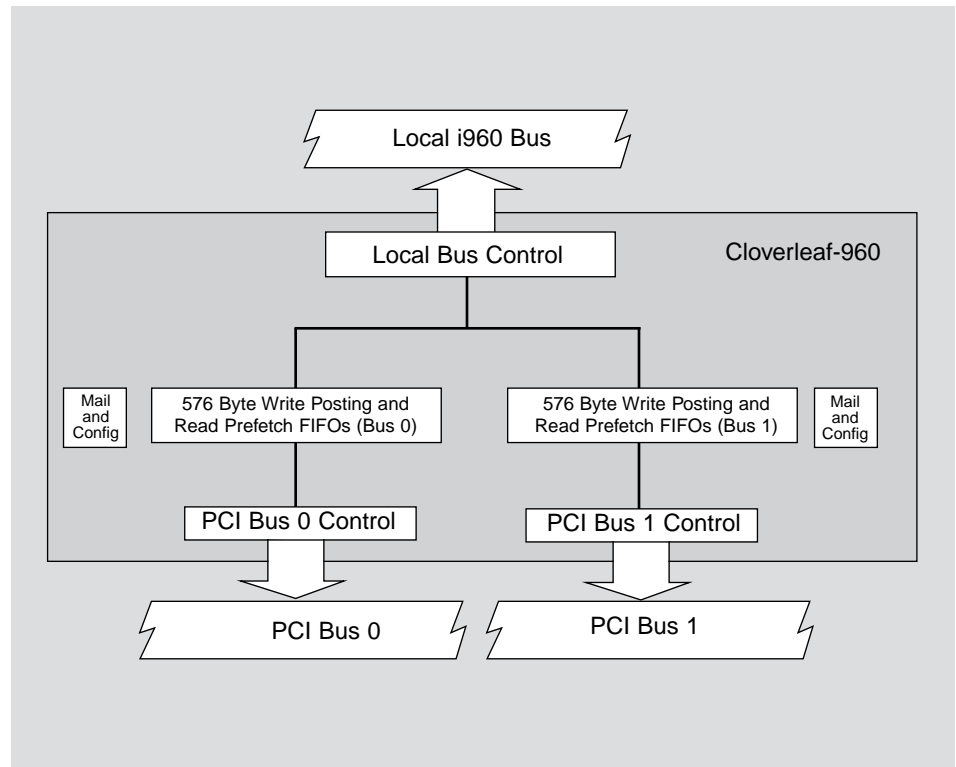 Local i960 Bus
Local Bus Control
Cloverleaf-960
Mail
and
Config
576 Byte Write Posting and
Read Prefetch FIFOs (Bus 0)
576 Byte Write Posting and
Read Prefetch FIFOs (Bus 1)
Mail
and
Config
PCI Bus 0 Control
PCI Bus 1 Control
PCI Bus 0
PCI Bus 1